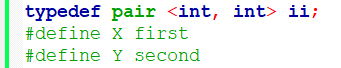 typedef pair <int, int> ii;
#define X first
#define Y second